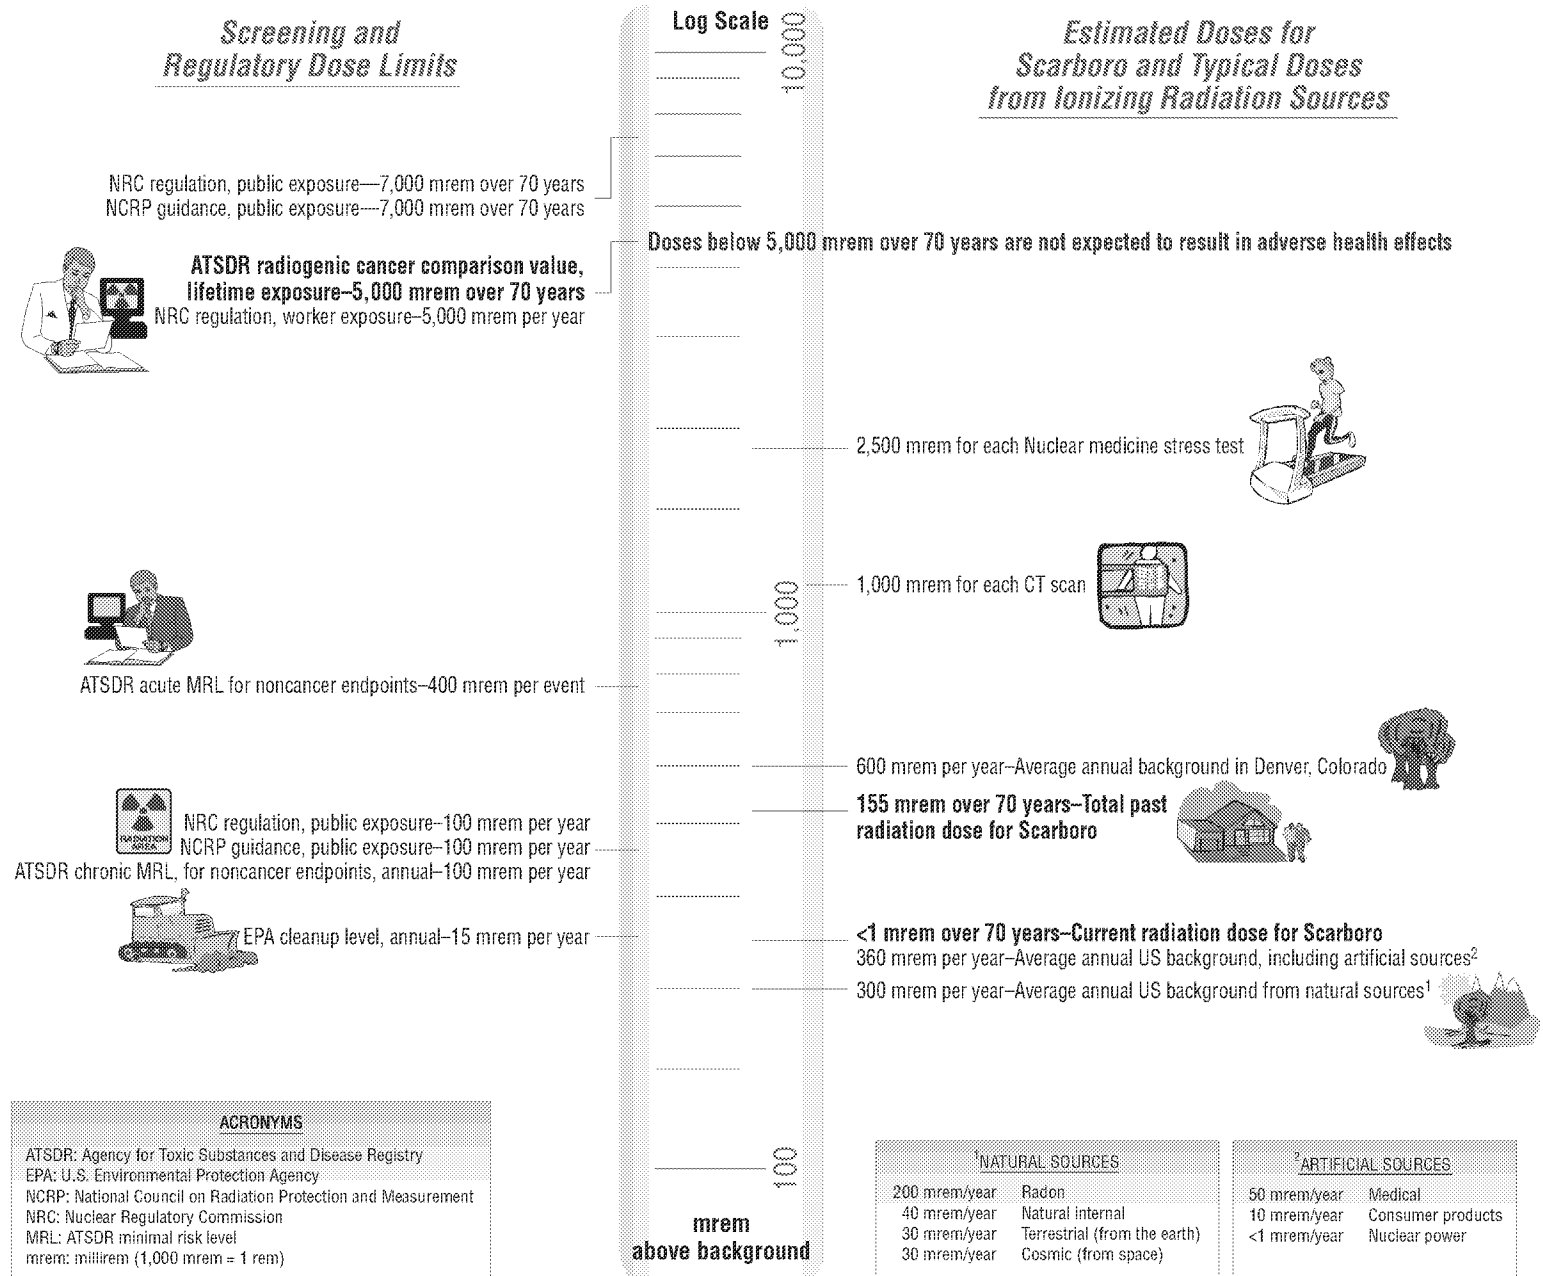 Screening and
Regulatory Dose Limits
Log Scale
10,000
Estimated Doses for
Scarboro and Typical Doses
from Ionizing Radiation Sources
NRC regulation, public exposure—7,000 mrem over 70 years
NCRP guidance, public exposure—7,000 mrem over 70 years
Doses below 5,000 mrem over 70 years are not expected to result in adverse health effects
ATSDR radiogenic cancer comparison value,
lifetime exposure–5,000 mrem over 70 years
NRC regulation, worker exposure–5,000 mrem per year
2,500 mrem for each Nuclear medicine stress test
1,000 mrem for each CT scan
1,000
ATSDR acute MRL for noncancer endpoints–400 mrem per event
600 mrem per year–Average annual background in Denver, Colorado
155 mrem over 70 years–Total past
radiation dose for Scarboro
RADIATION
AREA
NRC regulation, public exposure–100 mrem per year
NCRP guidance, public exposure–100 mrem per year
ATSDR chronic MRL, for noncancer endpoints, annual–100 mrem per year
EPA cleanup level, annual–15 mrem per year
<1 mrem over 70 years–Current radiation dose for Scarboro
360 mrem per year–Average annual US background, including artificial sources2
300 mrem per year–Average annual US background from natural sources1
100
mrem
above background
ACRONYMS
ATSDR: Agency for Toxic Substances and Disease Registry
EPA: U.S. Environmental Protection Agency
NCRP: National Council on Radiation Protection and Measurement
NRC: Nuclear Regulatory Commission
MRL: ATSDR minimal risk level
mrem: millirem (1,000 mrem = 1 rem)
1NATURAL SOURCES
200 mrem/year Radon
40 mrem/year Natural internal
30 mrem/year Terrestrial (from the earth)
30 mrem/year Cosmic (from space)
2ARTIFICIAL SOURCES
50 mrem/year Medical
10 mrem/year Consumer products
<1 mrem/year Nuclear power